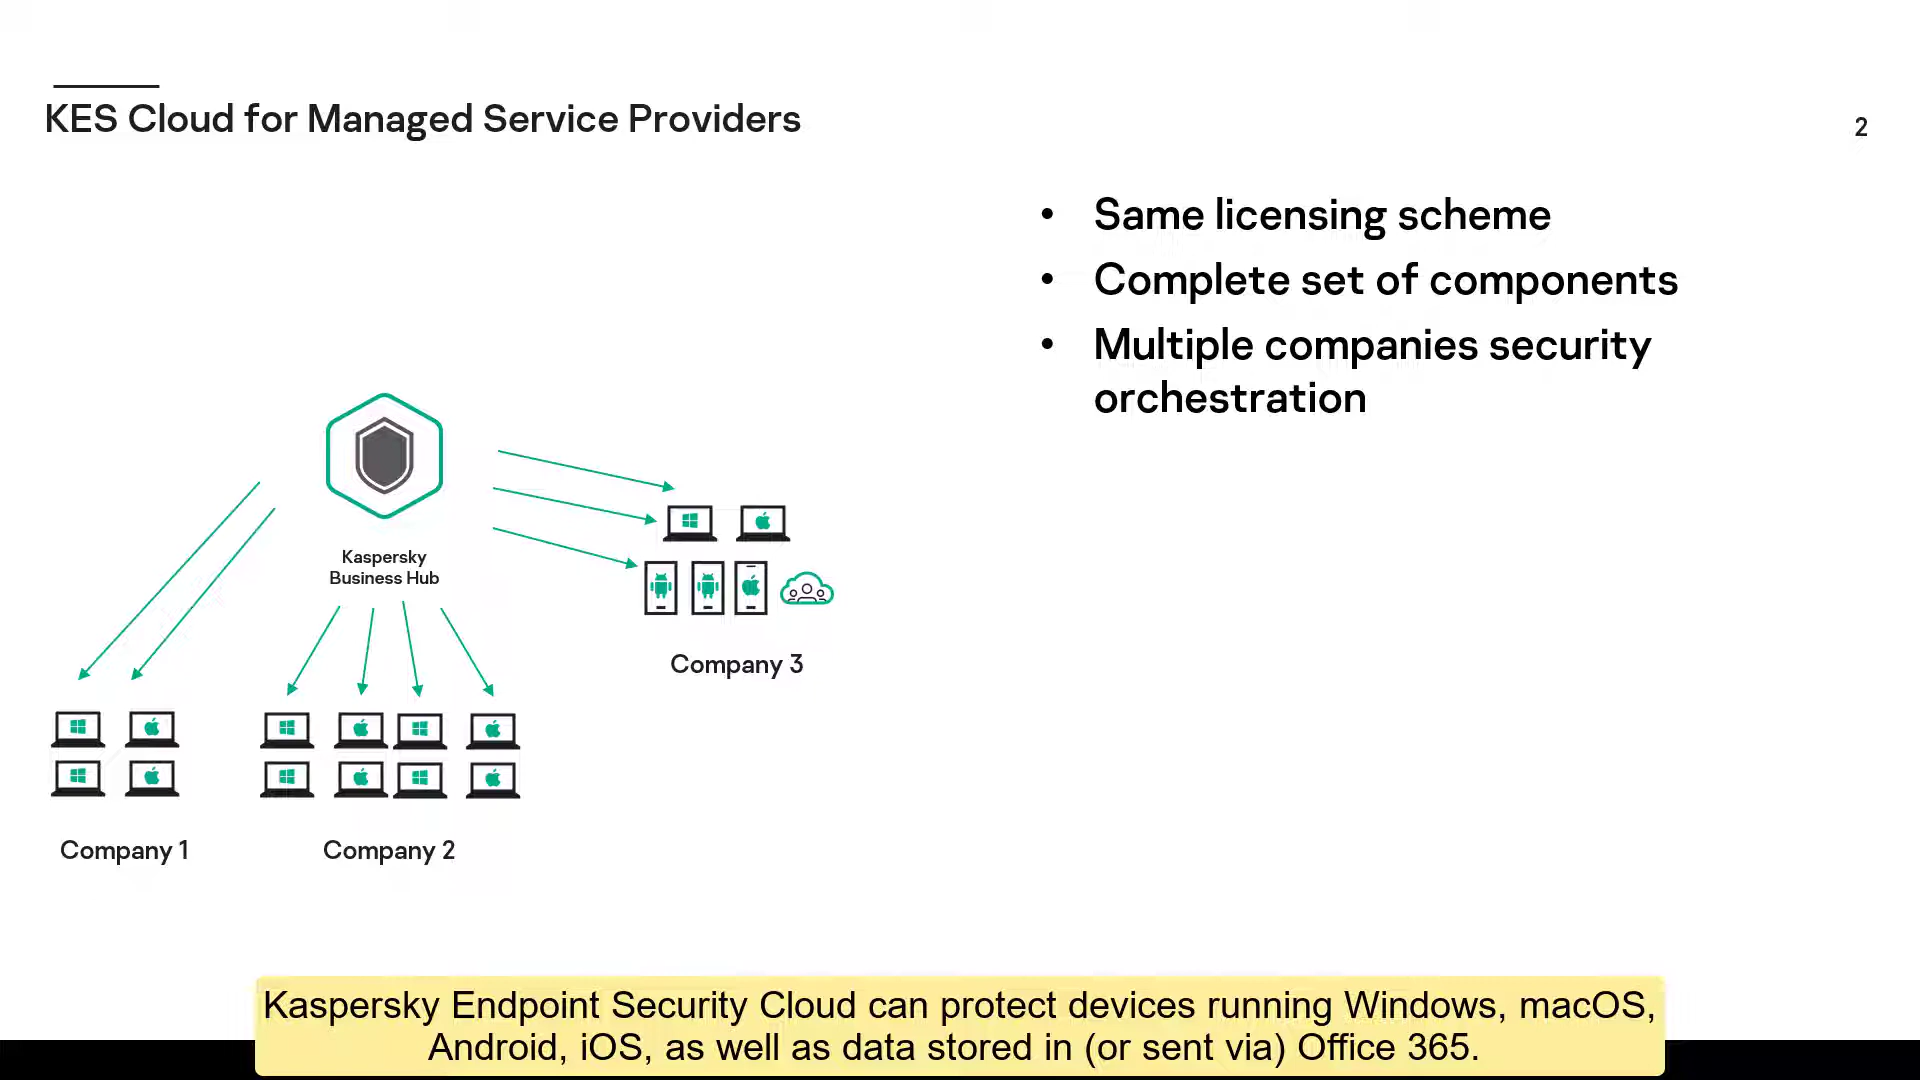 KES Cloud for Managed Service Providers
2
• Same licensing scheme
• Complete set of components
• Multiple companies security
orchestration
Kaspersky
Business Hub
Company 3
Company 1
Company 2
Kaspersky Endpoint Security Cloud can protect devices running Windows, macOS,
Android, iOS, as well as data stored in (or sent via) Office 365.